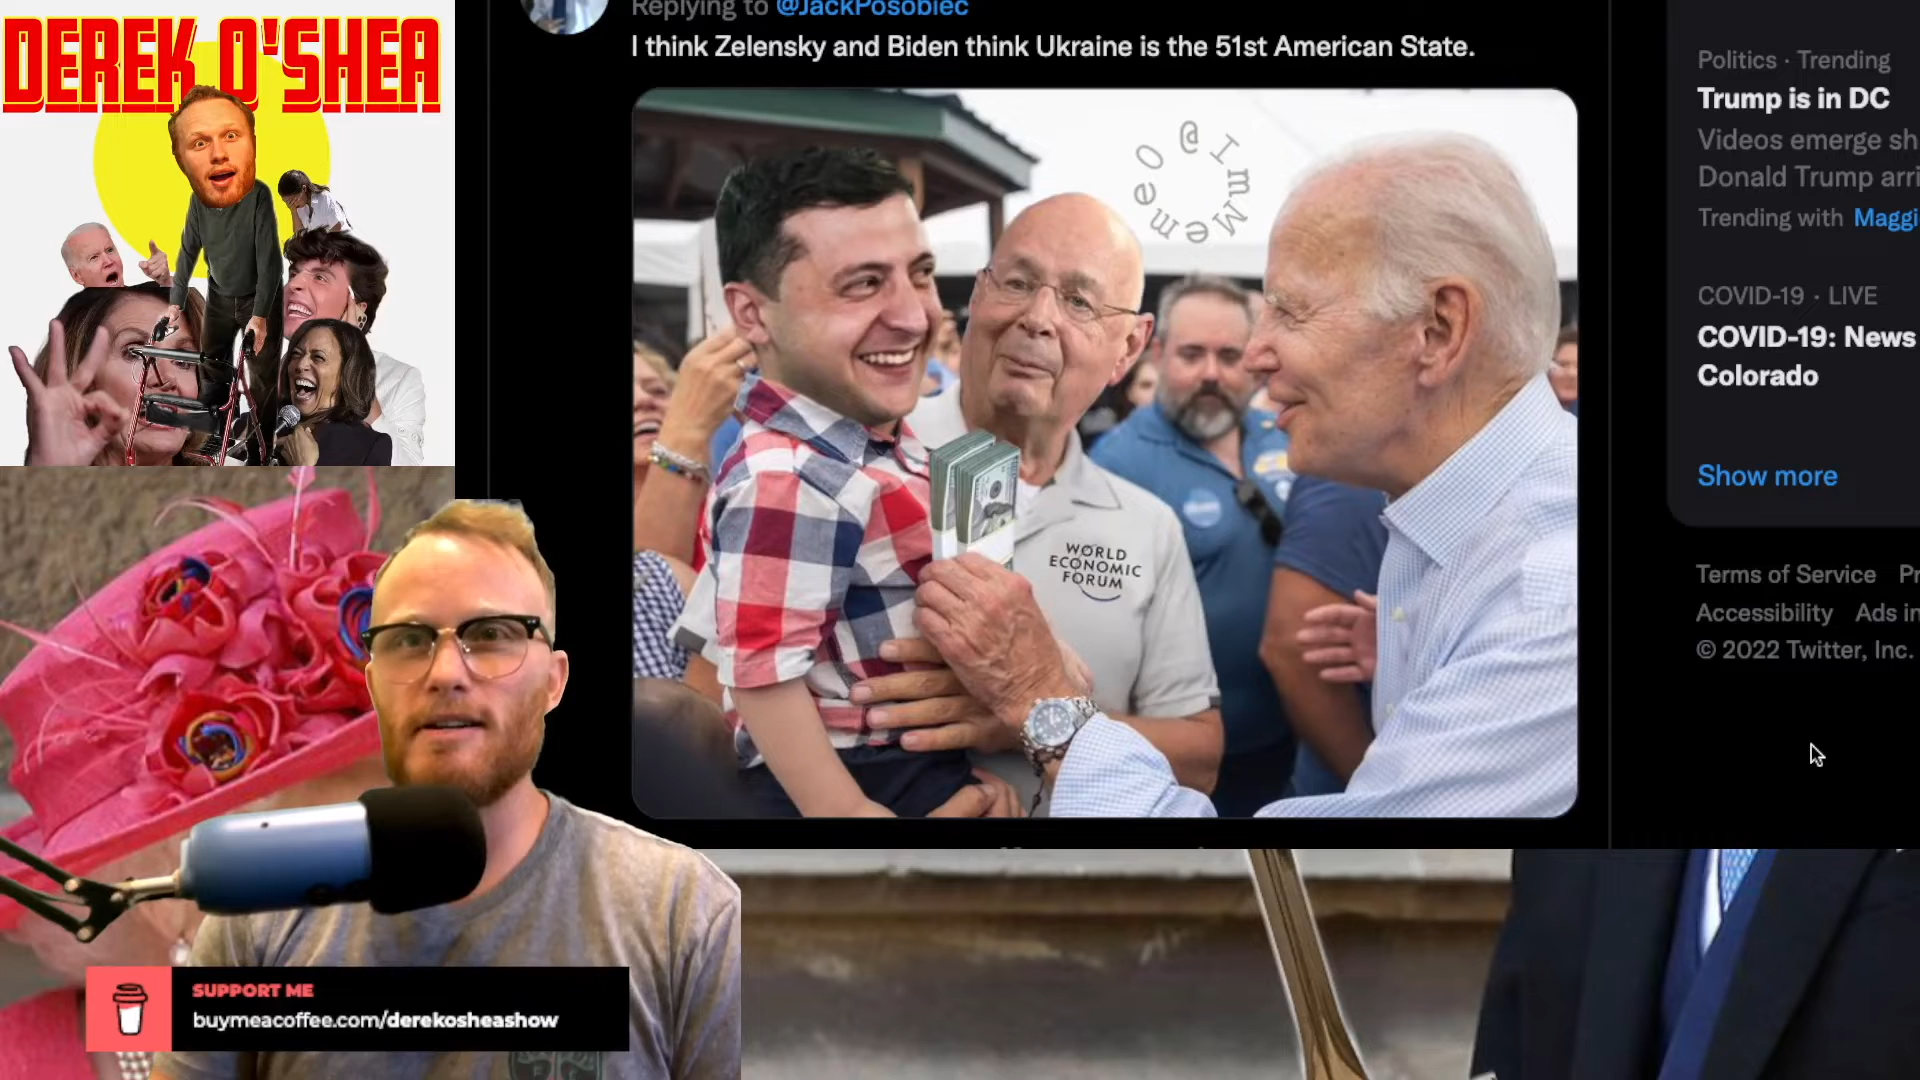 DEREK O'SHEA
Replying to @JackPosobiec
I think Zelensky and Biden think Ukraine is the 51st American State.
@ImMemeO
WORLD
ECONOMIC
FORUM
Politics · Trending
Trump is in DC
Videos emerge sh
Donald Trump arri
Trending with Maggi
COVID-19 · LIVE
COVID-19: News
Colorado
Show more
Terms of Service Pr
Accessibility Ads in
© 2022 Twitter, Inc.
SUPPORT ME
buymeacoffee.com/derekosheashow